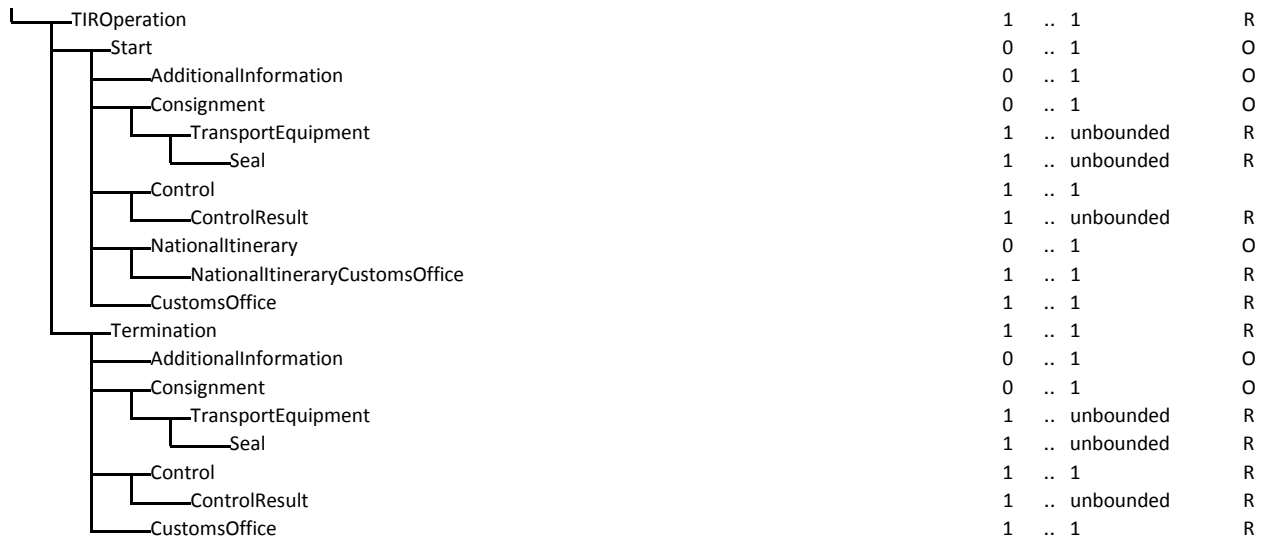 TIROperation 1 .. 1 R
Start 0 .. 1 O
AdditionalInformation 0 .. 1 O
Consignment 0 .. 1 O
TransportEquipment 1 .. unbounded R
Seal 1 .. unbounded R
Control 1 .. 1
ControlResult 1 .. unbounded R
NationalItinerary 0 .. 1 O
NationalItineraryCustomsOffice 1 .. 1 R
CustomsOffice 1 .. 1 R
Termination 1 .. 1 R
AdditionalInformation 0 .. 1 O
Consignment 0 .. 1 O
TransportEquipment 1 .. unbounded R
Seal 1 .. unbounded R
Control 1 .. 1 R
ControlResult 1 .. unbounded R
CustomsOffice 1 .. 1 R